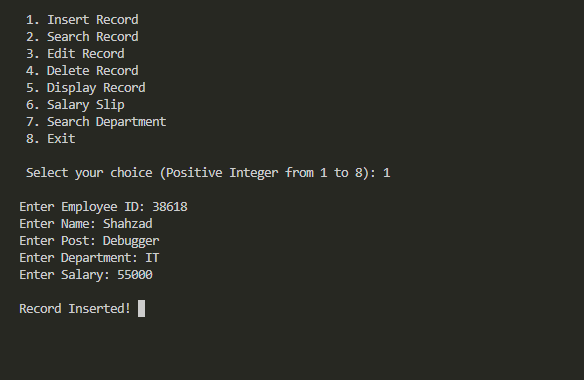 1. Insert Record
2. Search Record
3. Edit Record
4. Delete Record
5. Display Record
6. Salary Slip
7. Search Department
8. Exit
Select your choice (Positive Integer from 1 to 8): 1
Enter Employee ID: 38618
Enter Name: Shahzad
Enter Post: Debugger
Enter Department: IT
Enter Salary: 55000
Record Inserted!